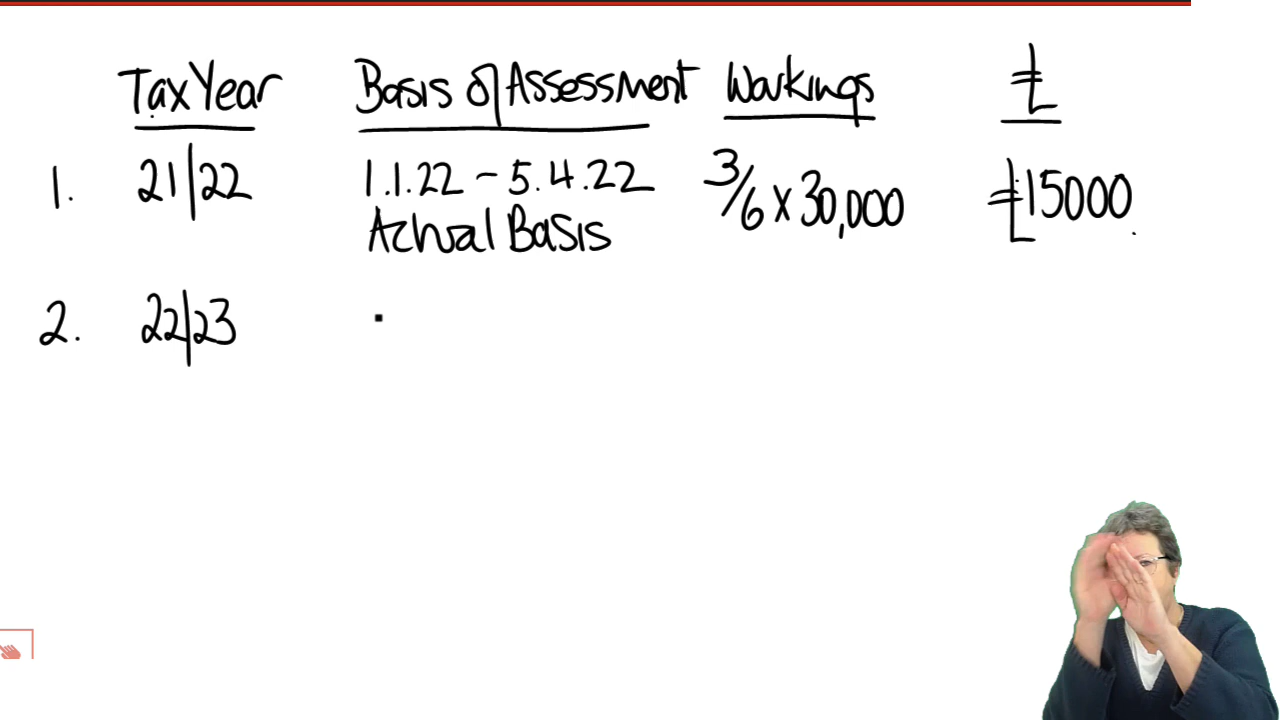 Tax Year Basis of Assessment Workings £
1. 21|22 1.1.22 - 5.4.22 3/6 x 30,000 £15000
Actual Basis
2. 22|23